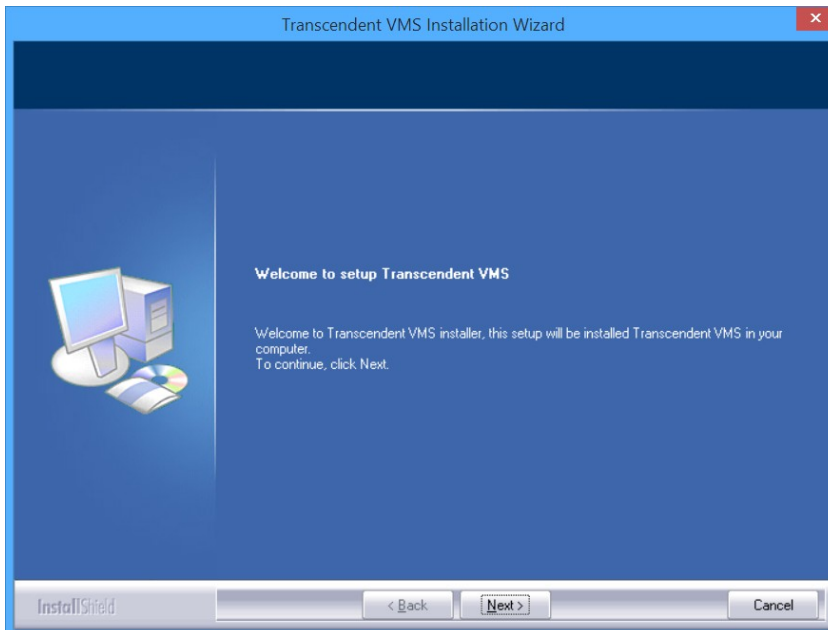 Transcendent VMS Installation Wizard
Welcome to setup Transcendent VMS
Welcome to Transcendent VMS installer, this setup will be installed Transcendent VMS in your
computer.
To continue, click Next.
InstallShield
< Back
Next >
Cancel